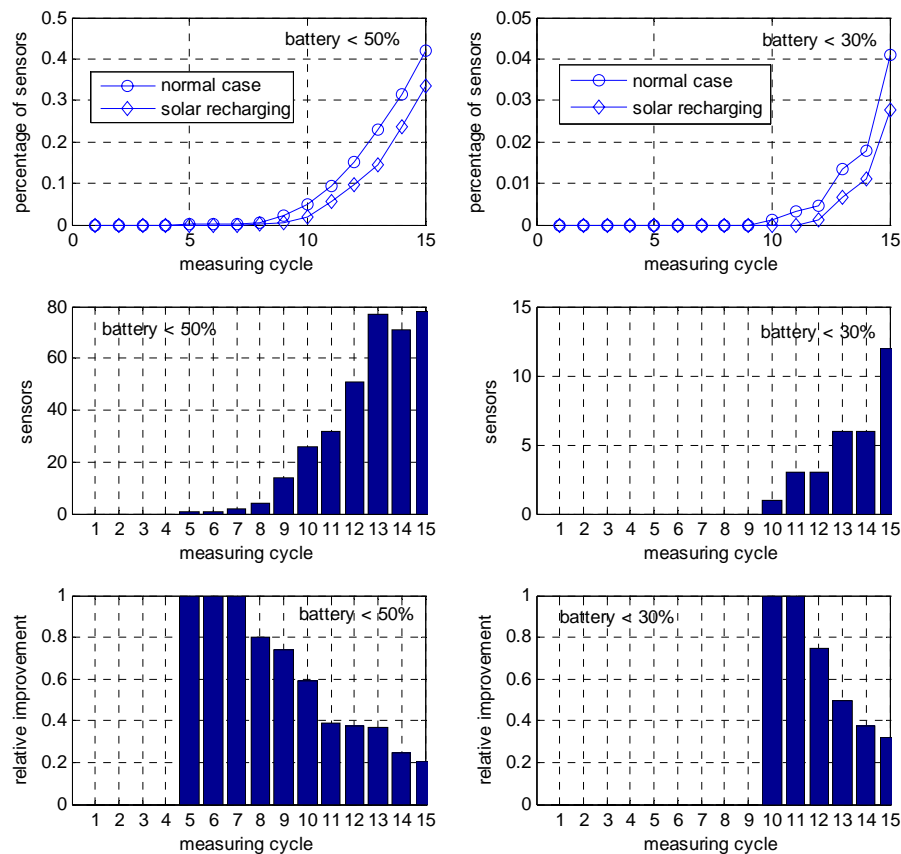 0.5
0.4
0.3
0.2
0.1
0
percentage of sensors
battery < 50%
normal case
solar recharging
0 5 10 15
measuring cycle
0.05
0.04
0.03
0.02
0.01
0
percentage of sensors
battery < 30%
normal case
solar recharging
0 5 10 15
measuring cycle
80
60
40
20
0
sensors
battery < 50%
1 2 3 4 5 6 7 8 9 10 11 12 13 14 15
measuring cycle
15
10
5
0
sensors
battery < 30%
1 2 3 4 5 6 7 8 9 10 11 12 13 14 15
measuring cycle
1
0.8
0.6
0.4
0.2
0
relative improvement
battery < 50%
1 2 3 4 5 6 7 8 9 10 11 12 13 14 15
measuring cycle
1
0.8
0.6
0.4
0.2
0
relative improvement
battery < 30%
1 2 3 4 5 6 7 8 9 10 11 12 13 14 15
measuring cycle